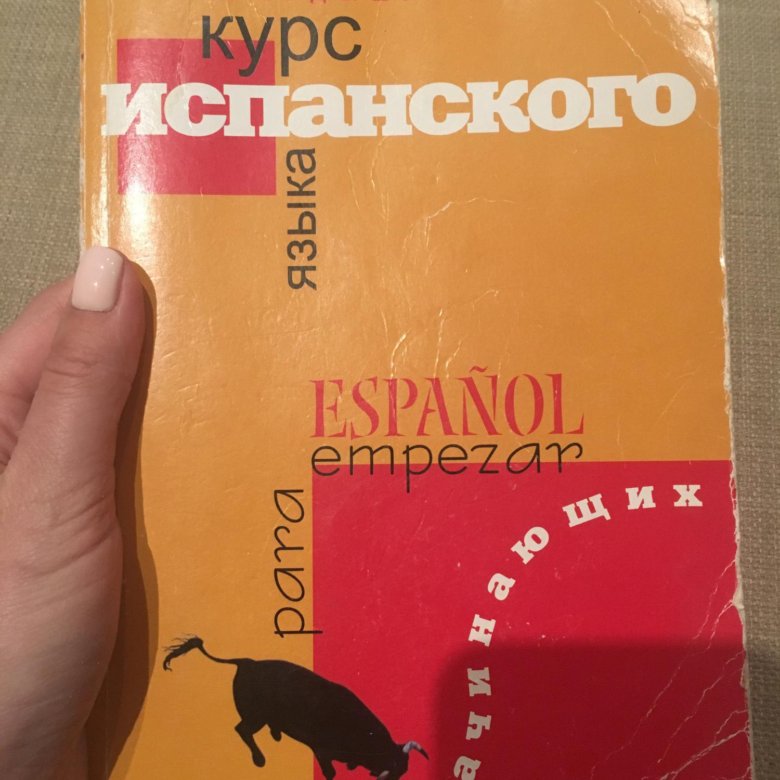 курс
испанского
языка
ESPAÑOL
empezar
para
ачинающих